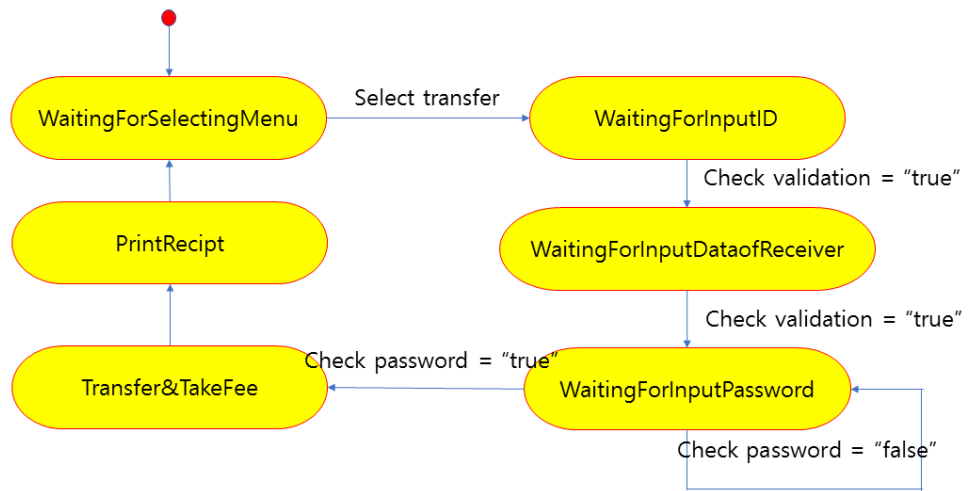 WaitingForSelectingMenu
Select transfer
WaitingForInputID
Check validation = “true”
PrintRecipt
WaitingForInputDataofReceiver
Check validation = “true”
Check password = “true”
Transfer&TakeFee
WaitingForInputPassword
Check password = “false”